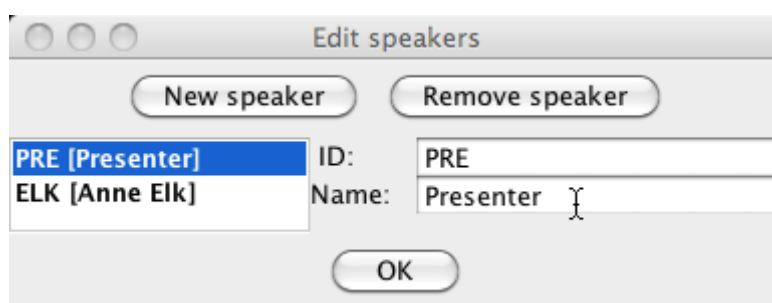 Edit speakers
New speaker Remove speaker
PRE [Presenter] ID: PRE
ELK [Anne Elk] Name: Presenter
OK